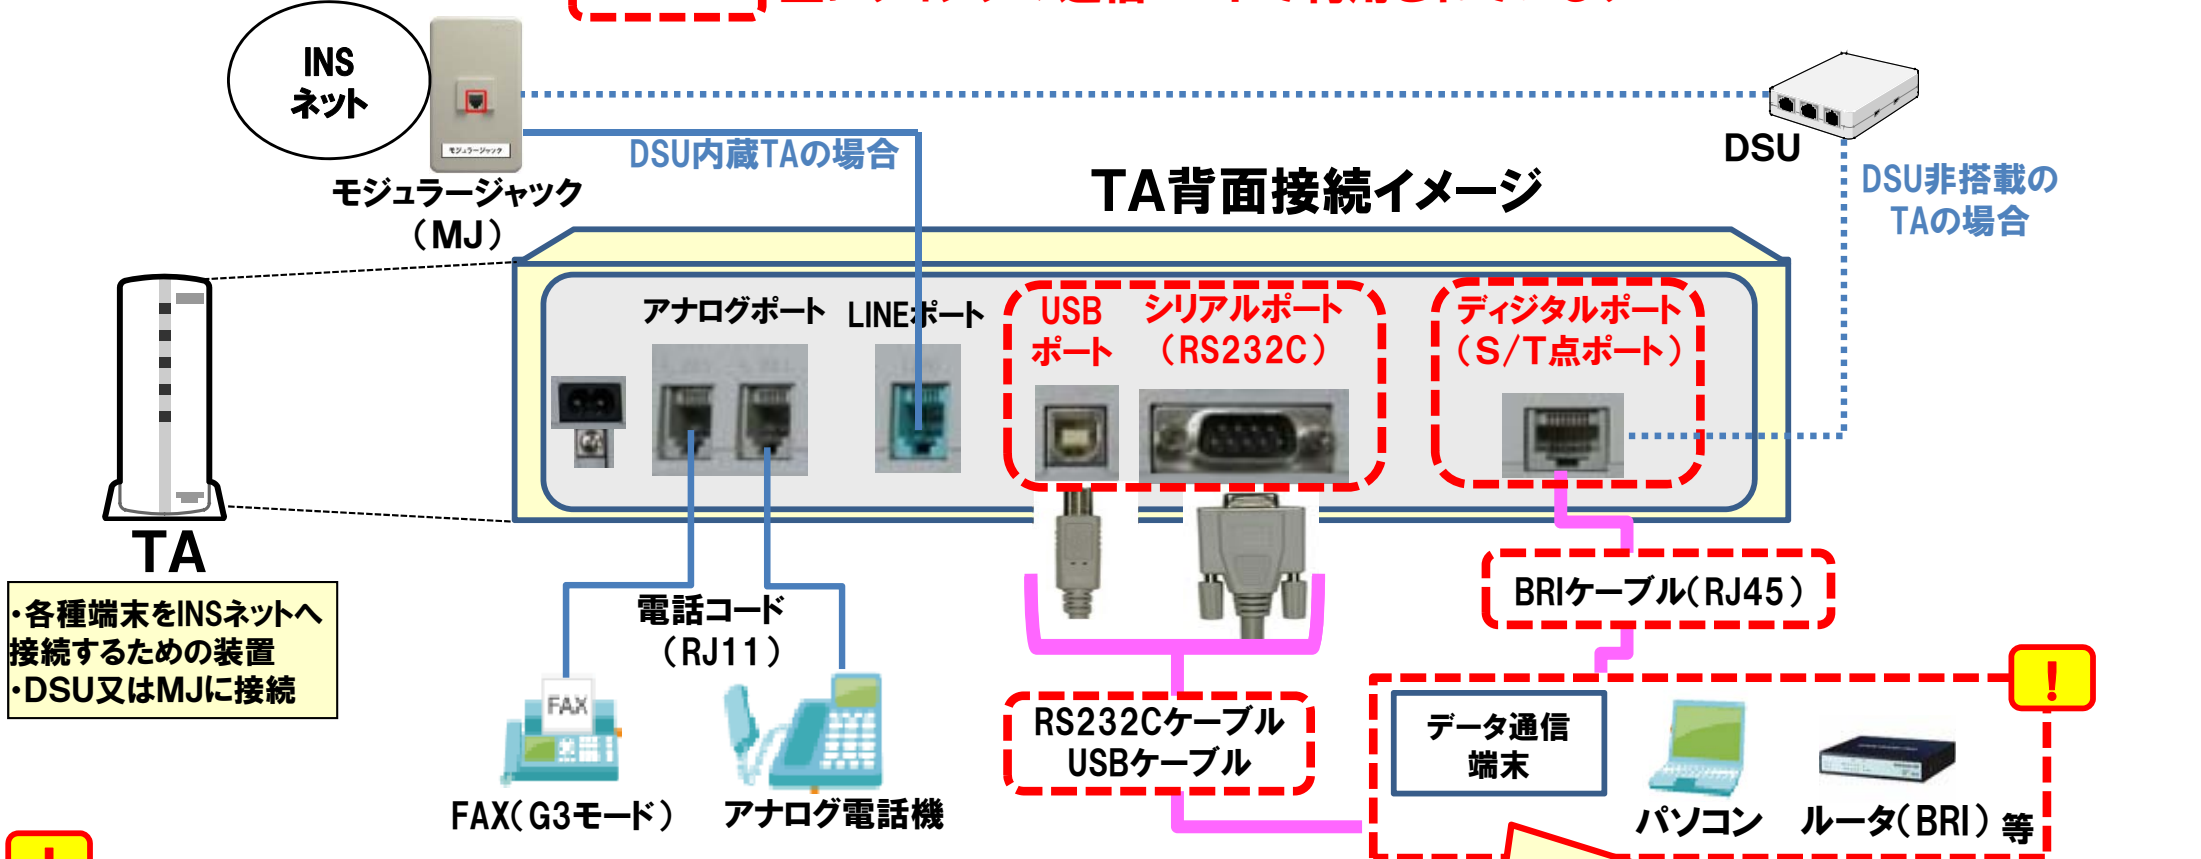 INS
ネット
モジュラージャック
モジュラージャック
（MJ）
DSU内蔵TAの場合
DSU
DSU非搭載の
TAの場合
TA背面接続イメージ
アナログポート
LINEポート
USB
ポート
シリアルポート
（RS232C）
ディジタルポート
（S/T点ポート）
TA
・各種端末をINSネットへ
接続するための装置
・DSU又はMJに接続
電話コード
（RJ11）
FAX
FAX(G3モード）
アナログ電話機
RS232Cケーブル
USBケーブル
BRIケーブル(RJ45）
!
データ通信
端末
パソコン
ルータ(BRI）等